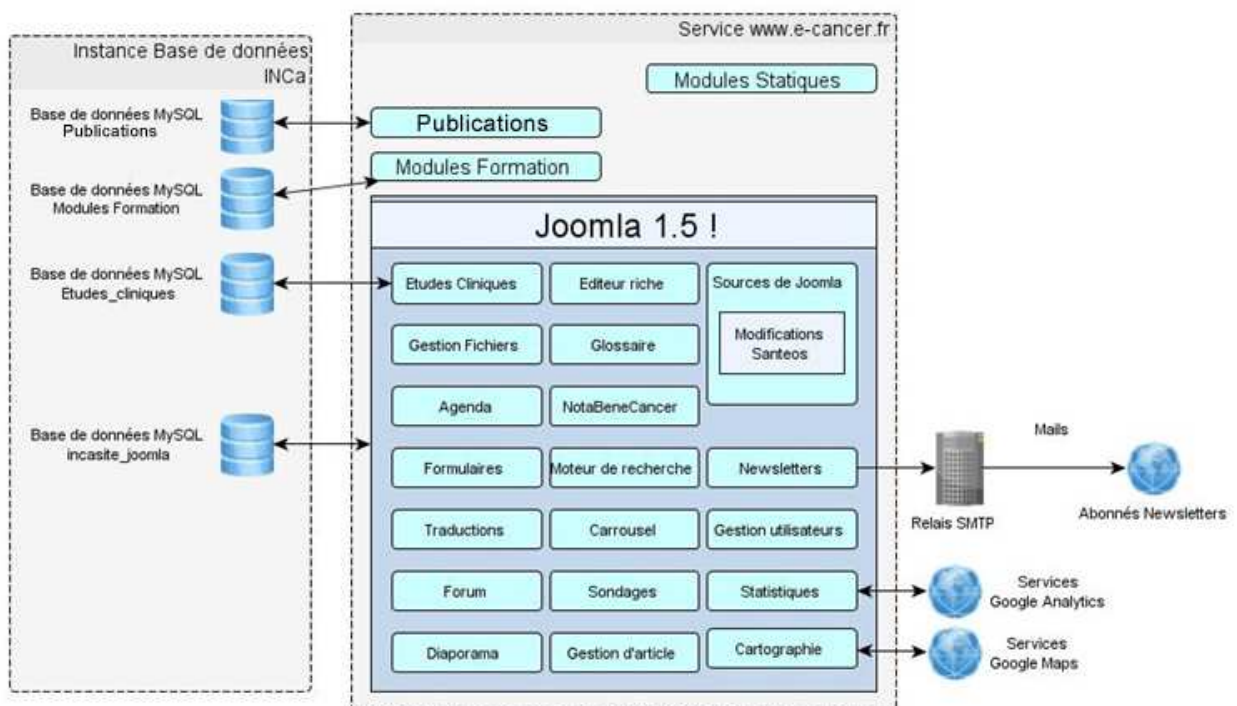 Instance Base de données
INCa
Base de données MySQL
Publications
Base de données MySQL
Modules Formation
Base de données MySQL
Etudes_cliniques
Base de données MySQL
incasite_joomla
Service www.e-cancer.fr
Modules Statiques
Publications
Modules Formation
Joomla 1.5 !
Etudes Cliniques
Editeur riche
Sources de Joomla
Modifications
Santeos
Gestion Fichiers
Glossaire
Agenda
NotaBeneCancer
Formulaires
Moteur de recherche
Newsletters
Traductions
Carrousel
Gestion utilisateurs
Forum
Sondages
Statistiques
Diaporama
Gestion d'article
Cartographie
Relais SMTP
Mails
Abonnés Newsletters
Services
Google Analytics
Services
Google Maps